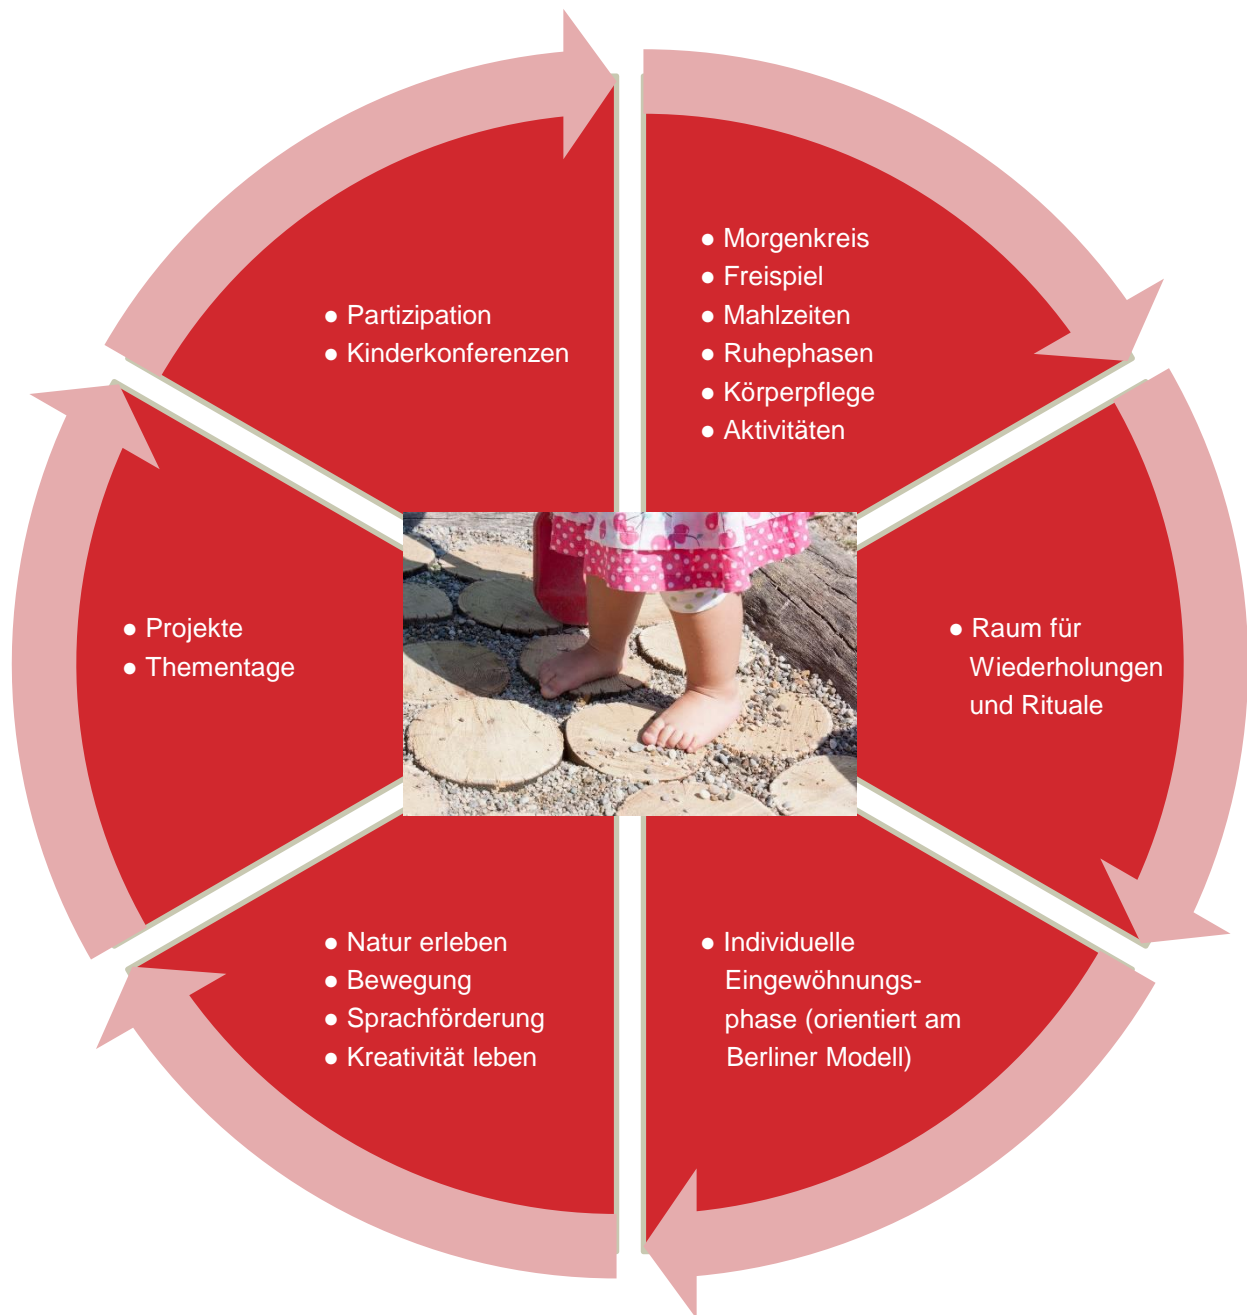 ● Morgenkreis
● Freispiel
● Mahlzeiten
● Ruhephasen
● Körperpflege
● Aktivitäten
● Raum für
Wiederholungen
und Rituale
● Individuelle
Eingewöhnungs-
phase (orientiert am
Berliner Modell)
● Natur erleben
● Bewegung
● Sprachförderung
● Kreativität leben
● Projekte
● Thementage
● Partizipation
● Kinderkonferenzen